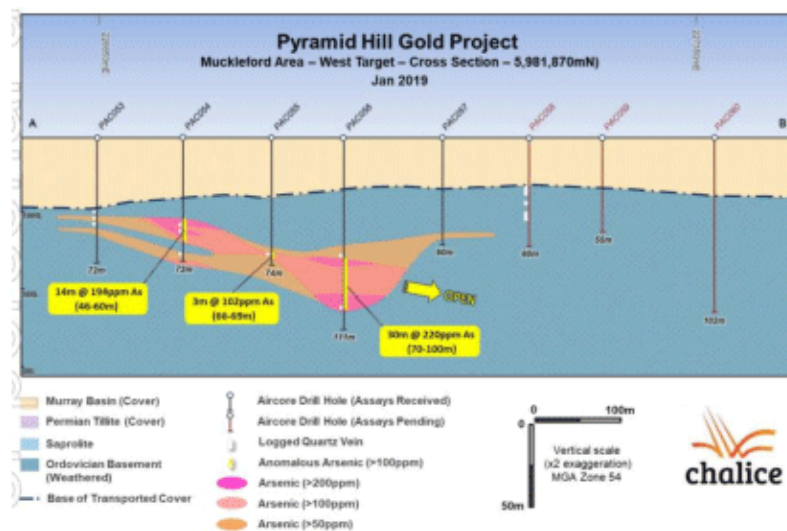 Pyramid Hill Gold Project
Muckleford Area – West Target – Cross Section – 5,981,870mN)
Jan 2019
A
PAC053
PAC054
PAC055
PAC056
PAC057
PAC058
PAC059
PAC060
B
72m
72m
74m
111m
60m
60m
55m
102m
14m @ 194ppm As
(46-60m)
3m @ 102ppm As
(66-69m)
30m @ 220ppm As
(70-100m)
OPEN
Murray Basin (Cover)
Permian Tillite (Cover)
Saprolite
Ordovician Basement
(Weathered)
Base of Transported Cover
Aircore Drill Hole (Assays Received)
Aircore Drill Hole (Assays Pending)
Logged Quartz Vein
Anomalous Arsenic (>100ppm)
Arsenic (>200ppm)
Arsenic (>100ppm)
Arsenic (>50ppm)
0 100m
0
50m
Vertical scale
(x2 exaggeration)
MGA Zone 54
chalice